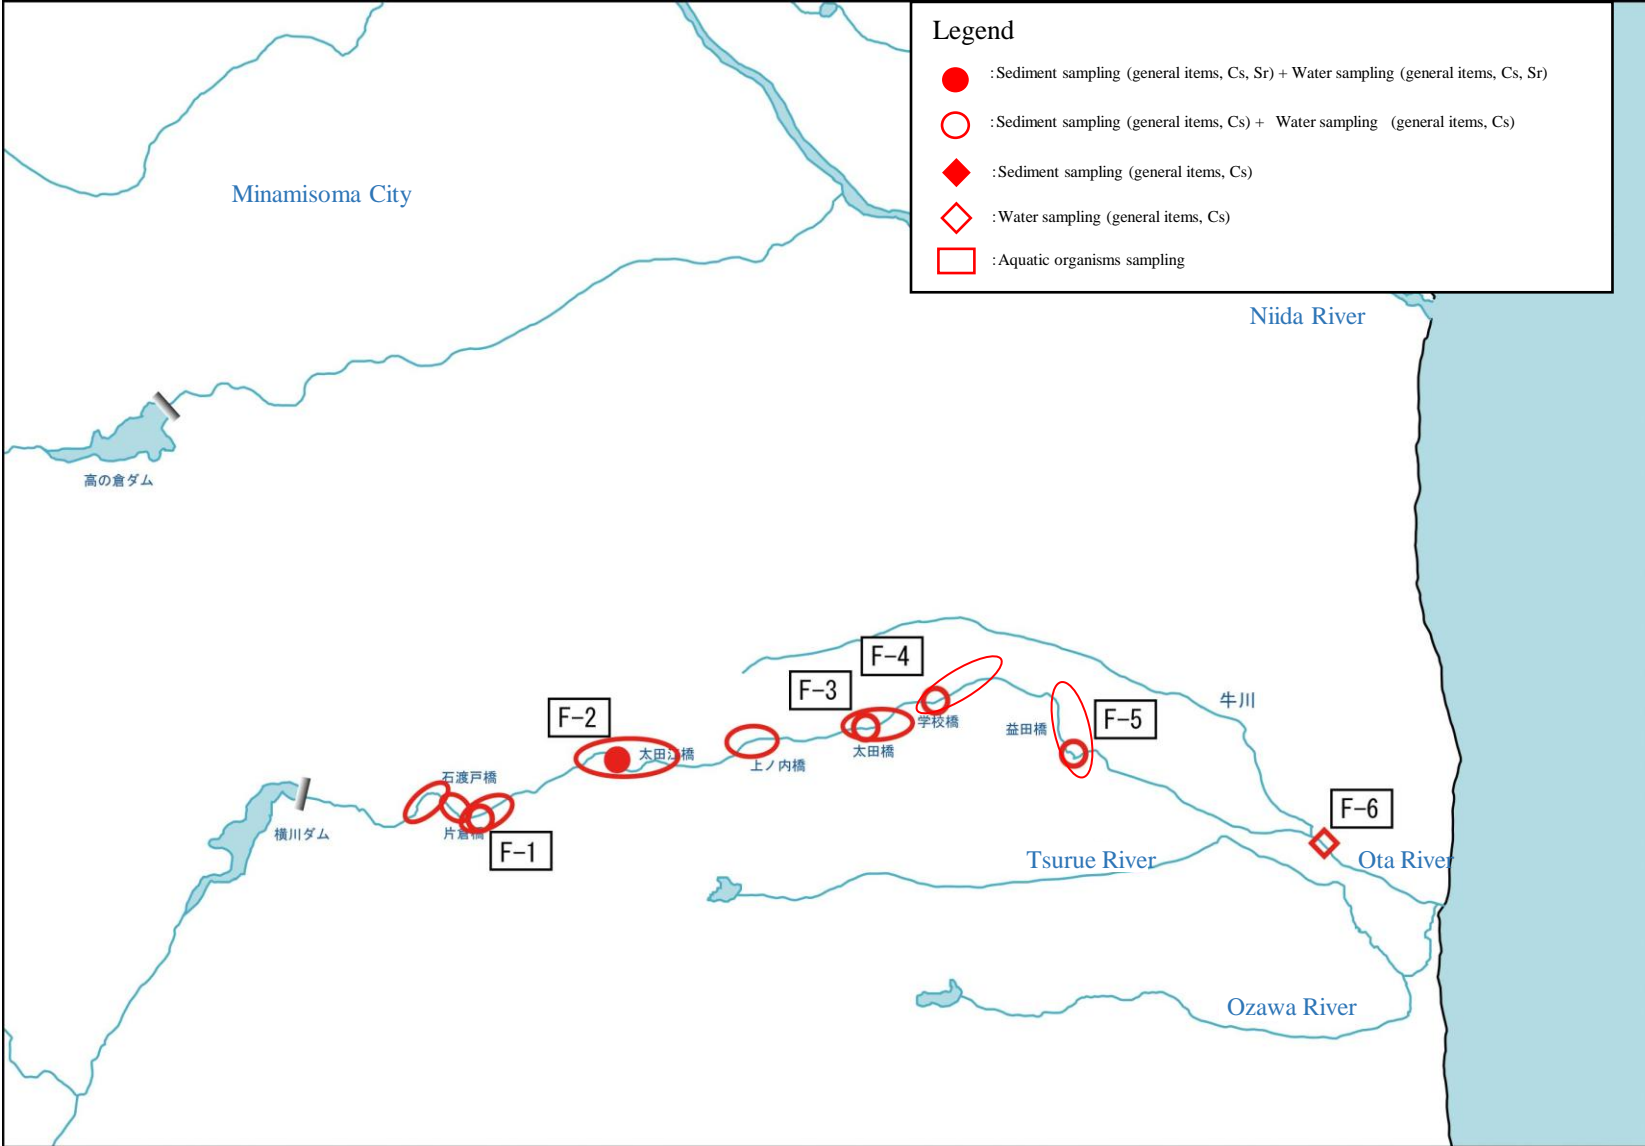 Legend
:Sediment sampling (general items, Cs, Sr) + Water sampling (general items, Cs, Sr)
:Sediment sampling (general items, Cs) + Water sampling (general items, Cs)
:Sediment sampling (general items, Cs)
:Water sampling (general items, Cs)
:Aquatic organisms sampling
Minamisoma City
Niida River
高の倉ダム
F-4
F-3
F-2
F-5
牛川
学校橋
益田橋
太田橋
上ノ内橋
石渡戸橋
片倉橋
横川ダム
F-1
F-6
Tsurue River
Ota River
Ozawa River